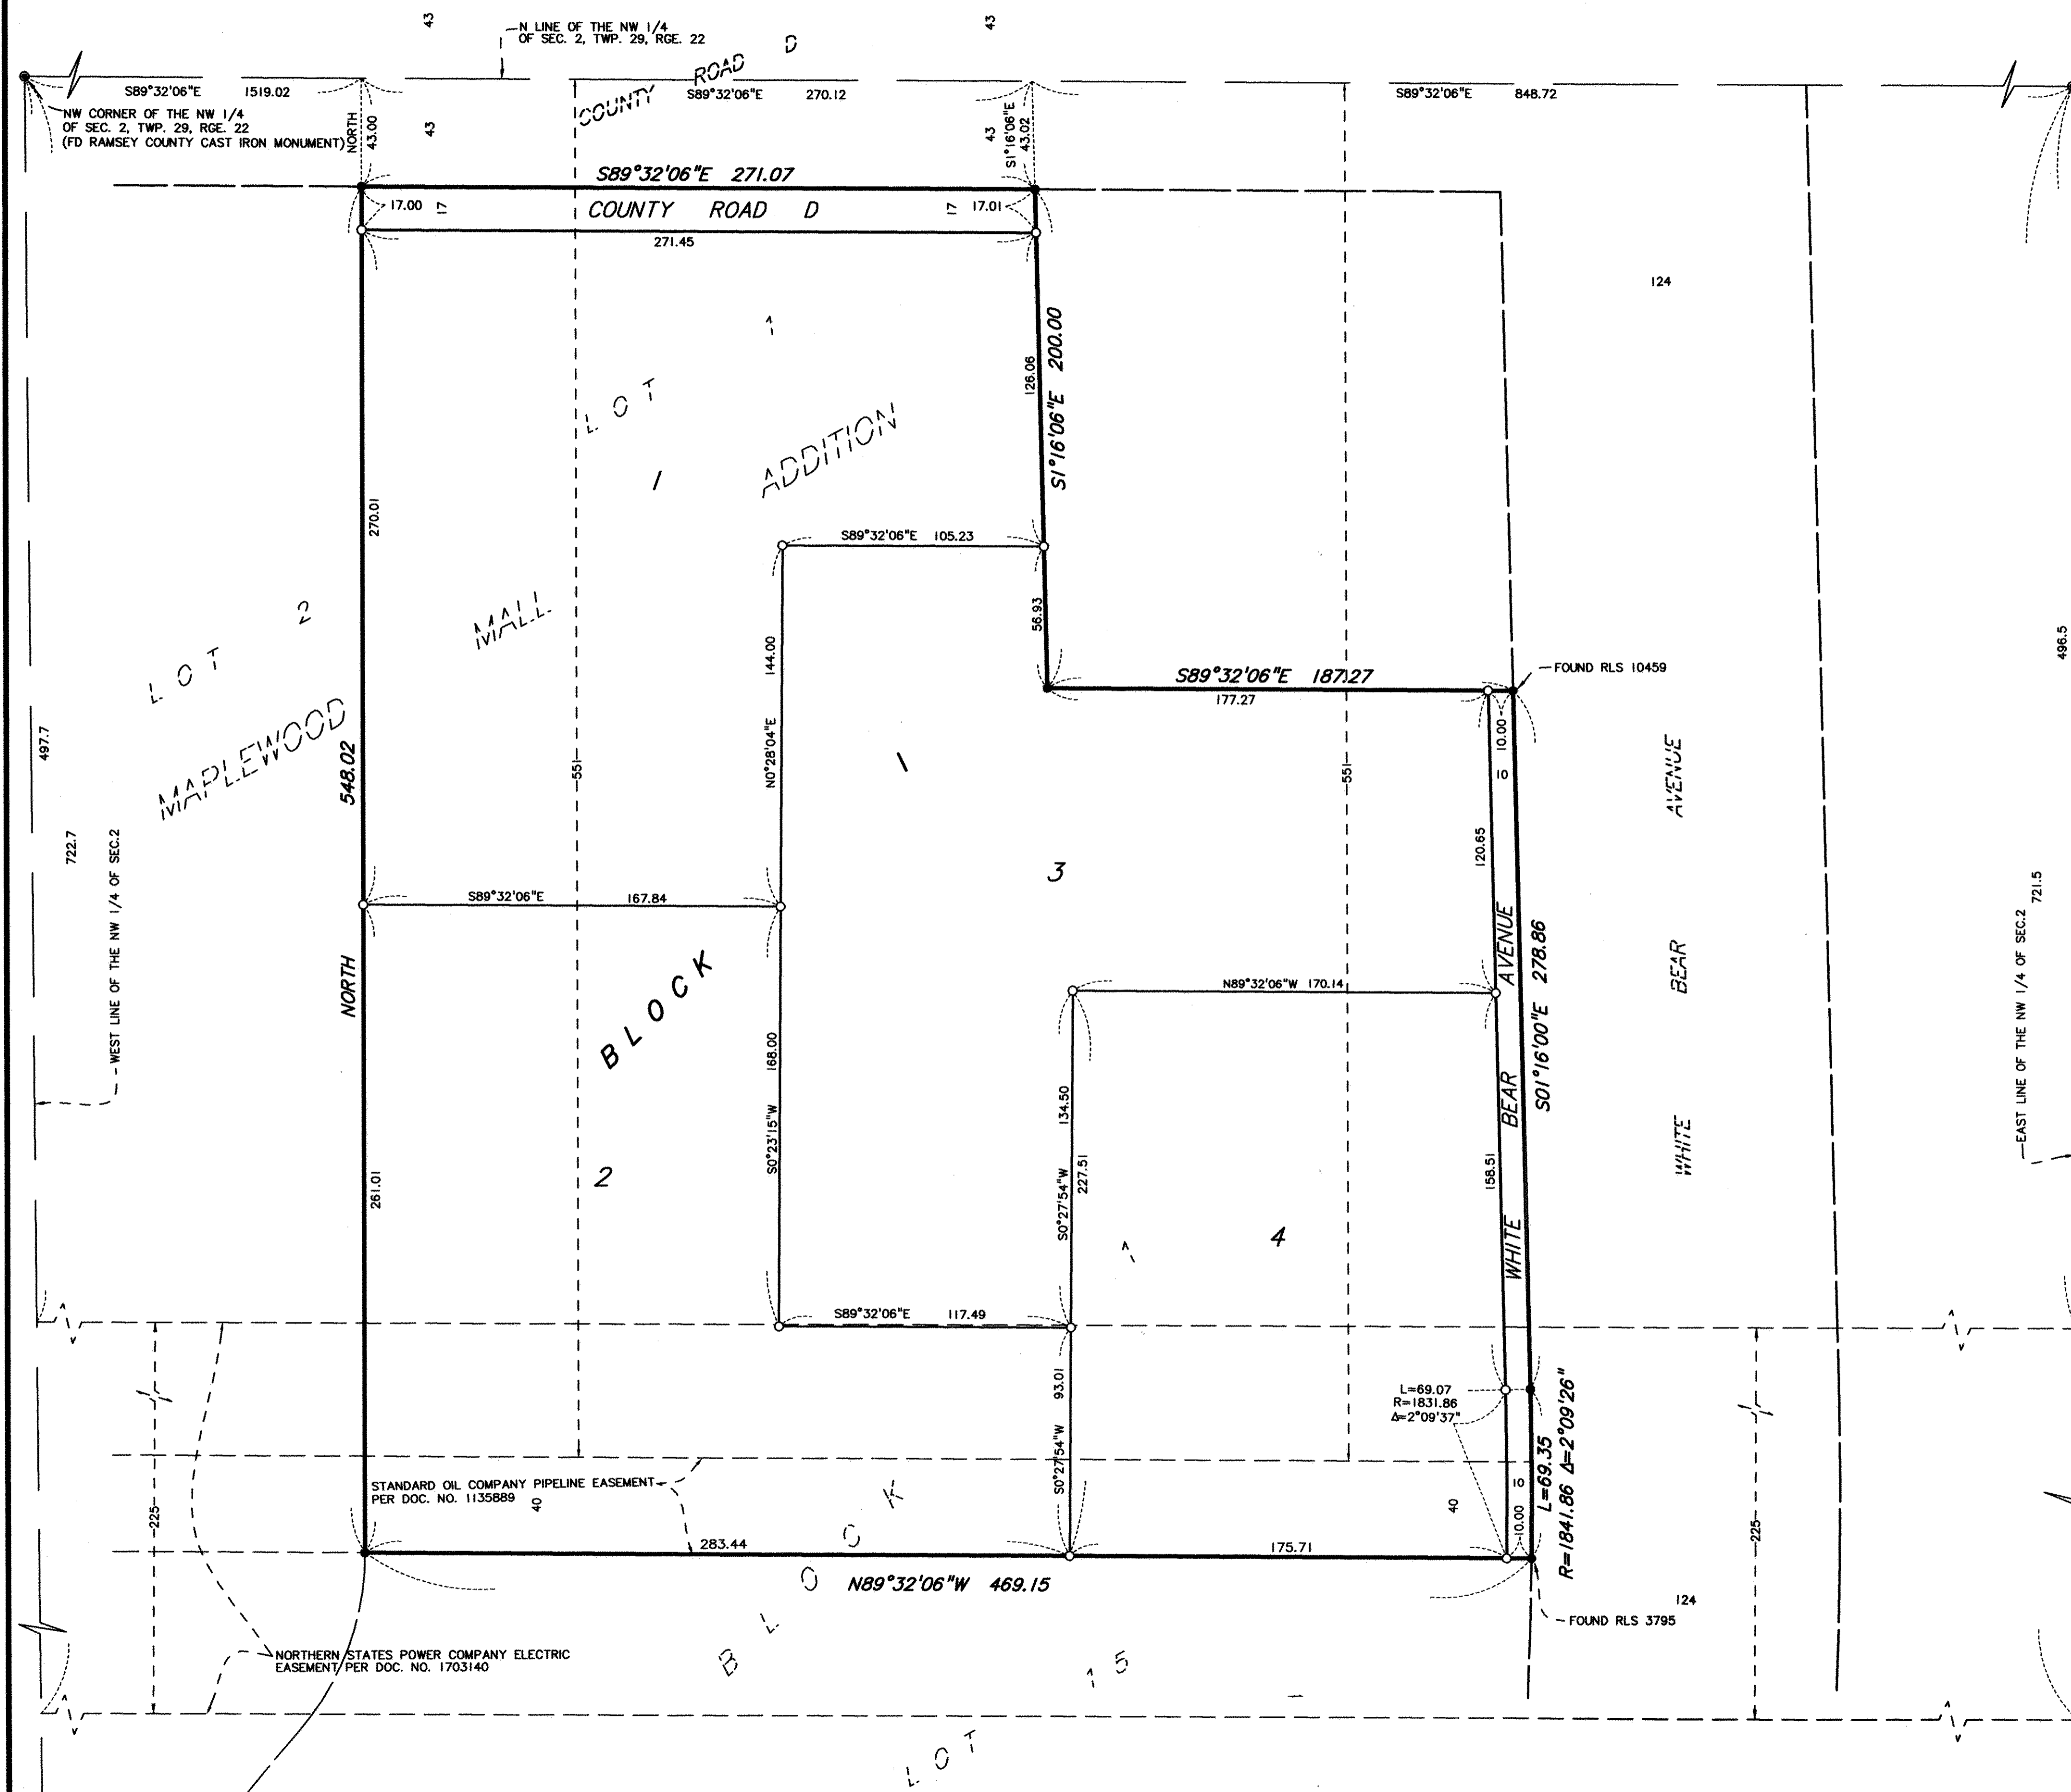 43
43
N LINE OF THE NW 1/4
OF SEC. 2, TWP. 29, RGE. 22
COUNTY ROAD D
S89°32'06"E 1519.02
S89°32'06"E 270.12
S89°32'06"E 848.72
NW CORNER OF THE NW 1/4
OF SEC. 2, TWP. 29, RGE. 22
(FD RAMSEY COUNTY CAST IRON MONUMENT)
NORTH
43.00
43
43
S1°16'06"E
43.02
S89°32'06"E 271.07
17.00
17
COUNTY ROAD D
17
17.01
271.45
124
1
LOT
1
ADDITION
126.06
S1°16'06"E 200.00
270.01
S89°32'06"E 105.23
56.93
LOT 2
MALL
MAPLEWOOD
144.00
N0°28'04"E
S89°32'06"E 187.27
177.27
FOUND RLS 10459
10.00
10
496.5
497.7
722.7
WEST LINE OF THE NW 1/4 OF SEC.2
548.02
NORTH
551
551
1
3
120.65
AVENUE
BEAR
WHITE
S89°32'06"E 167.84
BLOCK
N89°32'06"W 170.14
WHITE BEAR AVENUE
S01°16'00"E 278.86
721.5
EAST LINE OF THE NW 1/4 OF SEC.2
168.00
S0°23'15"W
134.50
S0°27'54"W
227.51
158.51
261.01
2
1
4
S89°32'06"E 117.49
93.01
S0°27'54"W
L=69.07
R=1831.86
Δ=2°09'37"
L=69.35
R=1841.86 Δ=2°09'26"
STANDARD OIL COMPANY PIPELINE EASEMENT
PER DOC. NO. 1135889
40
40
10
10.00
225
225
283.44
175.71
N89°32'06"W 469.15
124
FOUND RLS 3795
NORTHERN STATES POWER COMPANY ELECTRIC
EASEMENT PER DOC. NO. 1703140
BLOCK
LOT 15